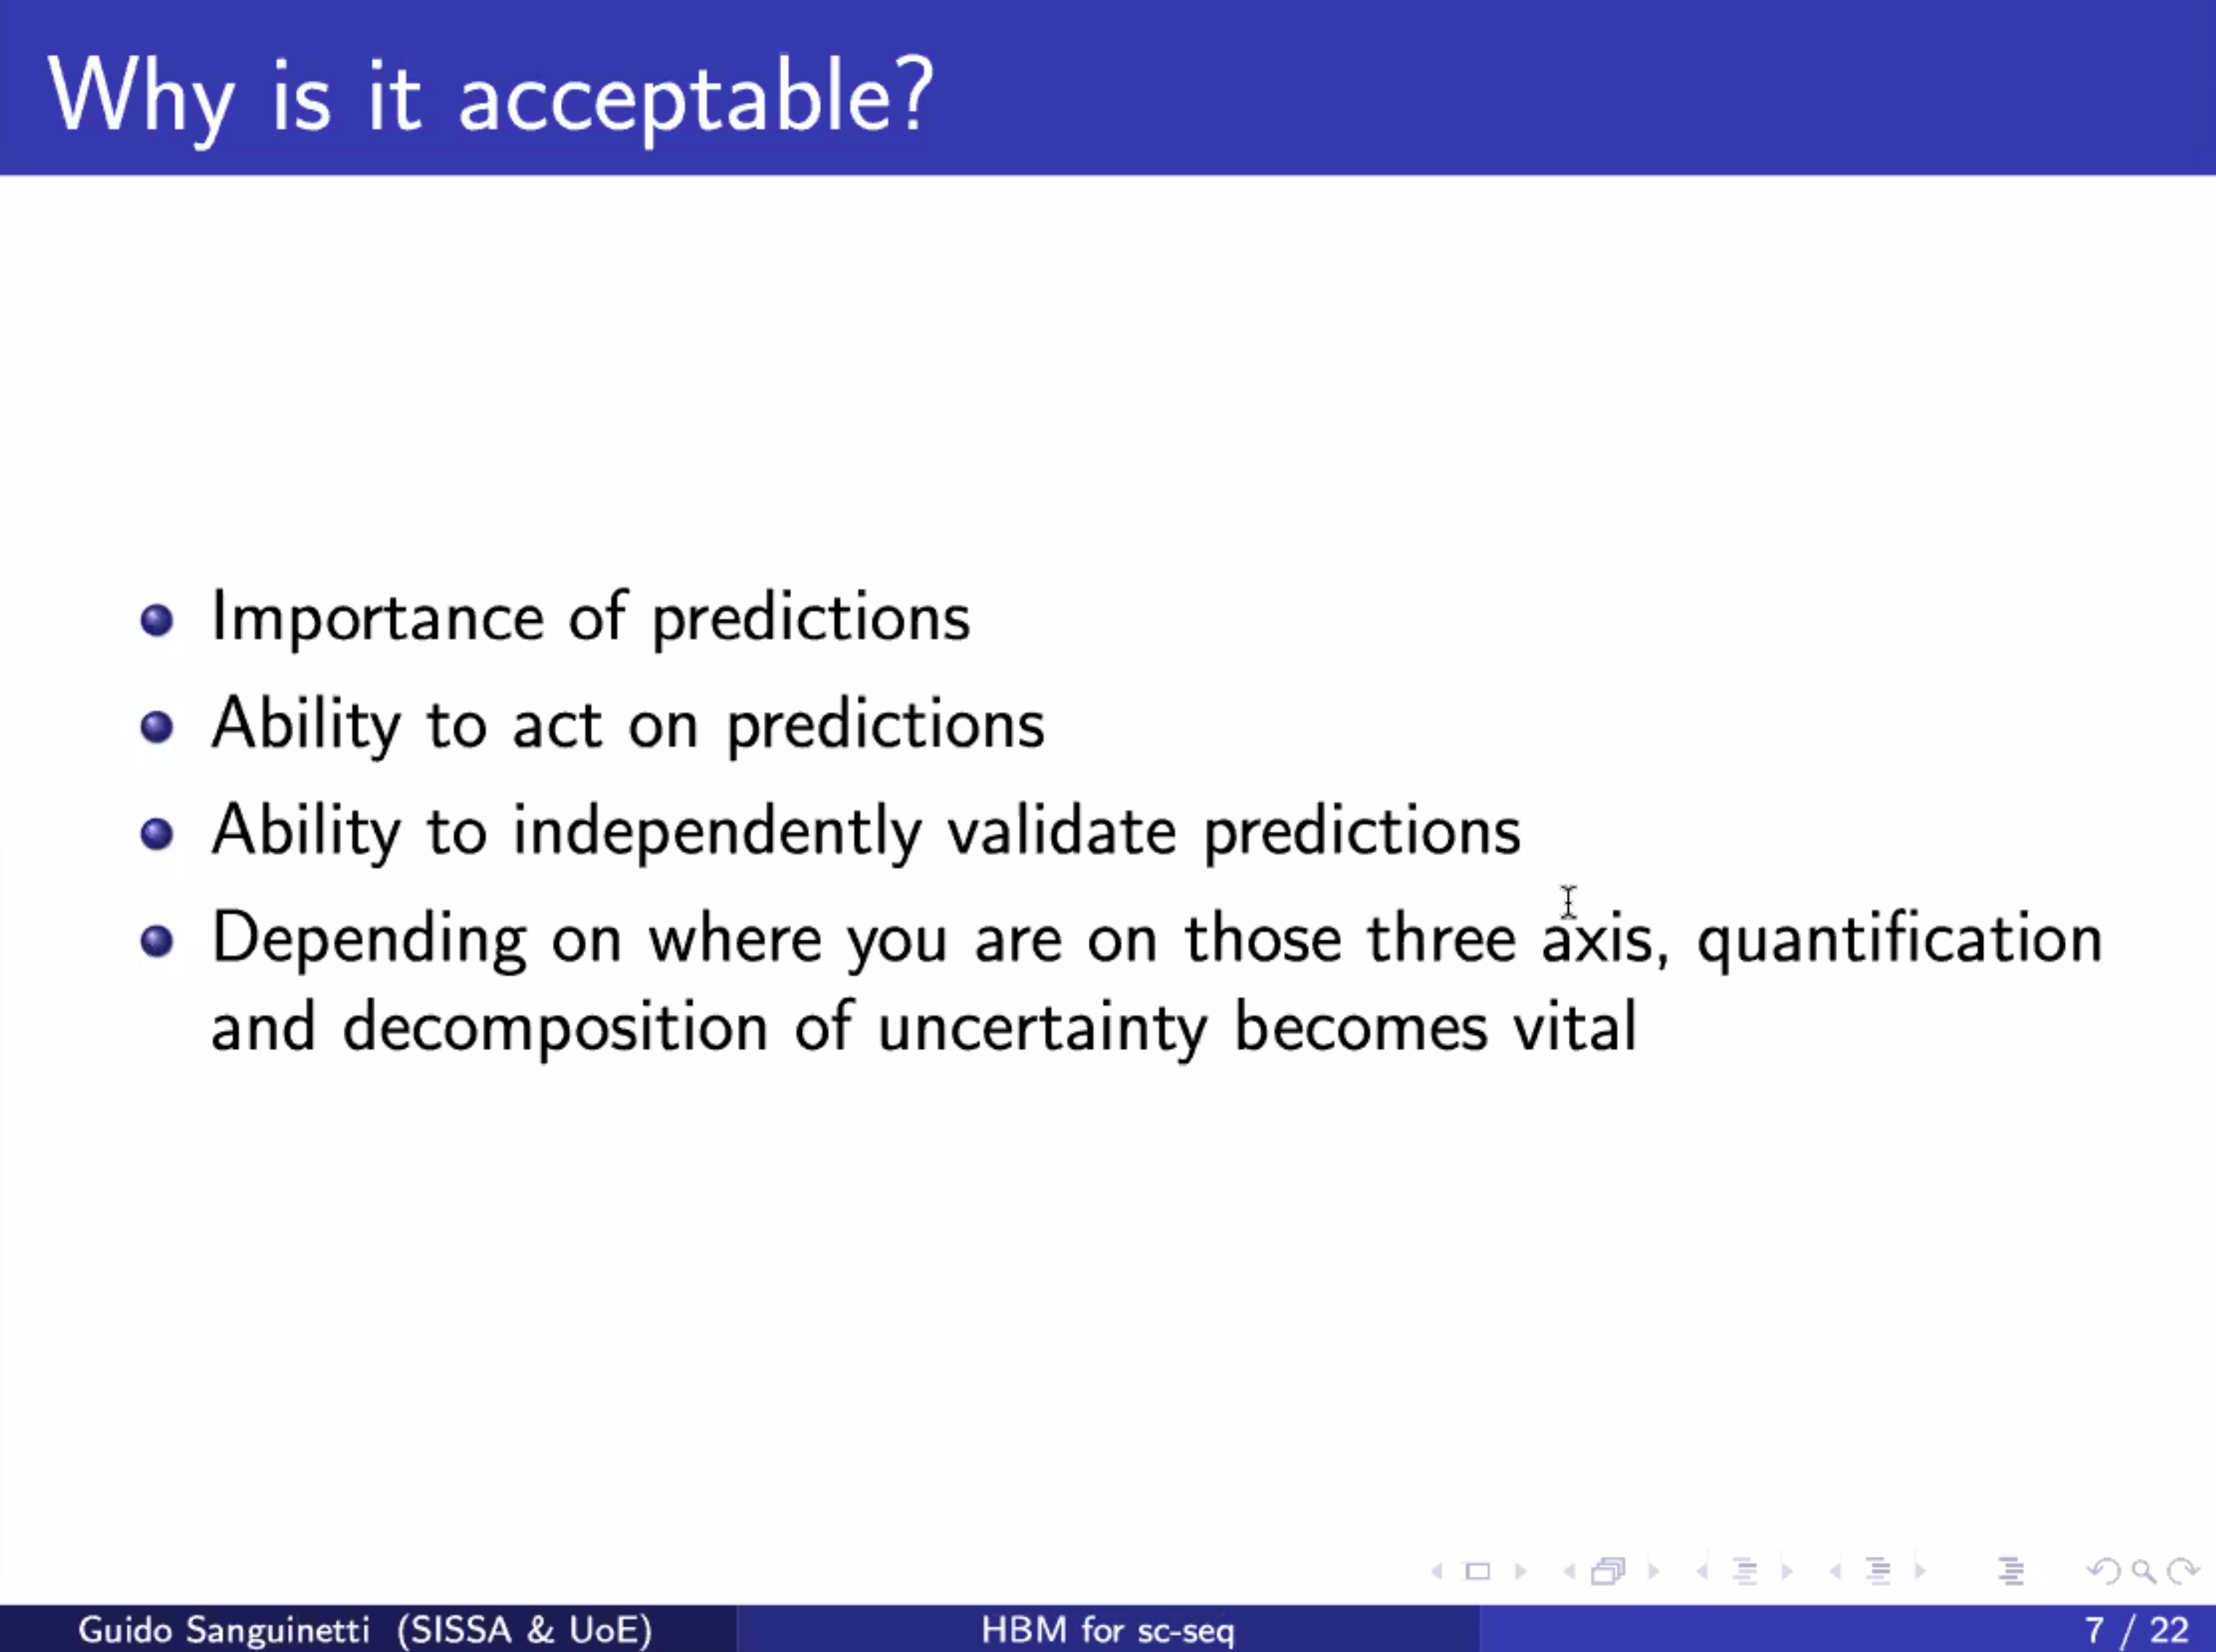 Why is it acceptable?
Importance of predictions
Ability to act on predictions
Ability to independently validate predictions
Depending on where you are on those three axis, quantification
and decomposition of uncertainty becomes vital
Guido Sanguinetti (SISSA & UoE)
HBM for sc-seq
7 / 22